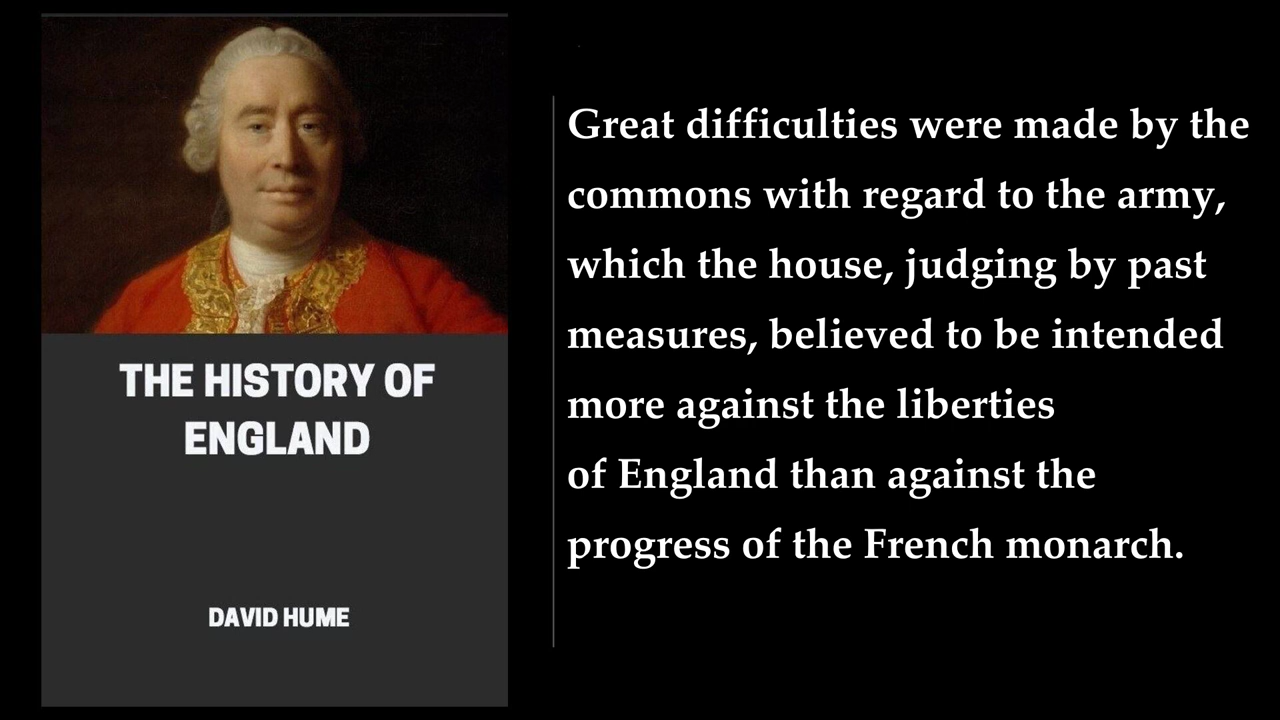 THE HISTORY OF
ENGLAND
DAVID HUME
Great difficulties were made by the
commons with regard to the army,
which the house, judging by past
measures, believed to be intended
more against the liberties
of England than against the
progress of the French monarch.